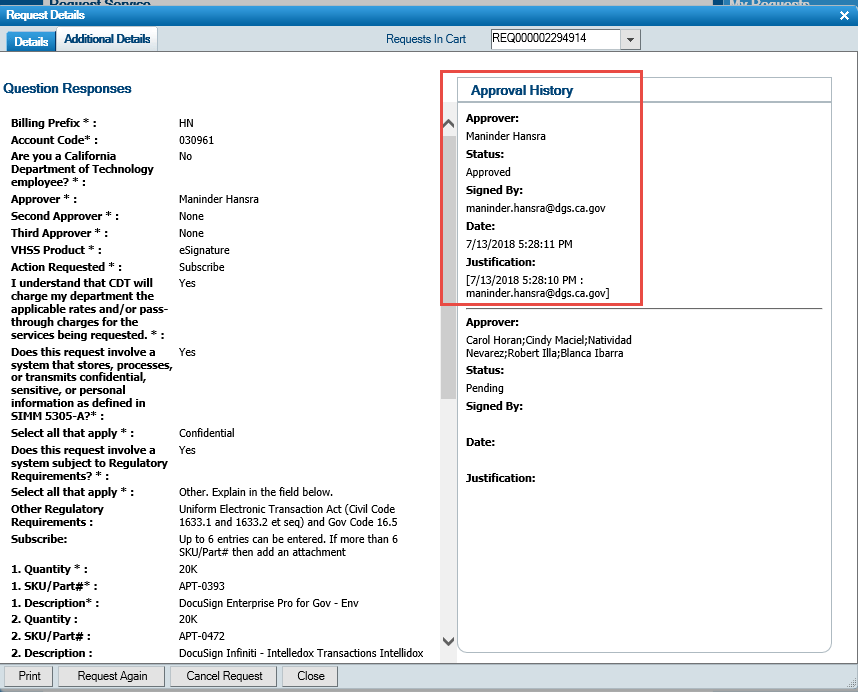 Request Service
My Requests
Request Details
Details
Additional Details
Requests In Cart
REQ000002294914
Question Responses
Billing Prefix * :
HN
Account Code* :
030961
Are you a California
Department of Technology
employee? * :
No
Approver * :
Maninder Hansra
Second Approver * :
None
Third Approver * :
None
VHSS Product * :
eSignature
Action Requested * :
Subscribe
I understand that CDT will
charge my department the
applicable rates and/or pass-
through charges for the
services being requested. * :
Yes
Does this request involve a
system that stores, processes,
or transmits confidential,
sensitive, or personal
information as defined in
SIMM 5305-A?* :
Yes
Select all that apply * :
Confidential
Does this request involve a
system subject to Regulatory
Requirements? * :
Yes
Select all that apply * :
Other. Explain in the field below.
Other Regulatory
Requirements :
Uniform Electronic Transaction Act (Civil Code
1633.1 and 1633.2 et seq) and Gov Code 16.5
Subscribe:
Up to 6 entries can be entered. If more than 6
SKU/Part# then add an attachment
1. Quantity * :
20K
1. SKU/Part#* :
APT-0393
1. Description* :
DocuSign Enterprise Pro for Gov - Env
2. Quantity :
20K
2. SKU/Part# :
APT-0472
2. Description :
DocuSign Infiniti - Intelledox Transactions Intellidox
Approval History
Approver:
Maninder Hansra
Status:
Approved
Signed By:
maninder.hansra@dgs.ca.gov
Date:
7/13/2018 5:28:11 PM
Justification:
[7/13/2018 5:28:10 PM :
maninder.hansra@dgs.ca.gov]
Approver:
Carol Horan;Cindy Maciel;Natividad
Nevarez;Robert Illa;Blanca Ibarra
Status:
Pending
Signed By:
Date:
Justification:
Print
Request Again
Cancel Request
Close